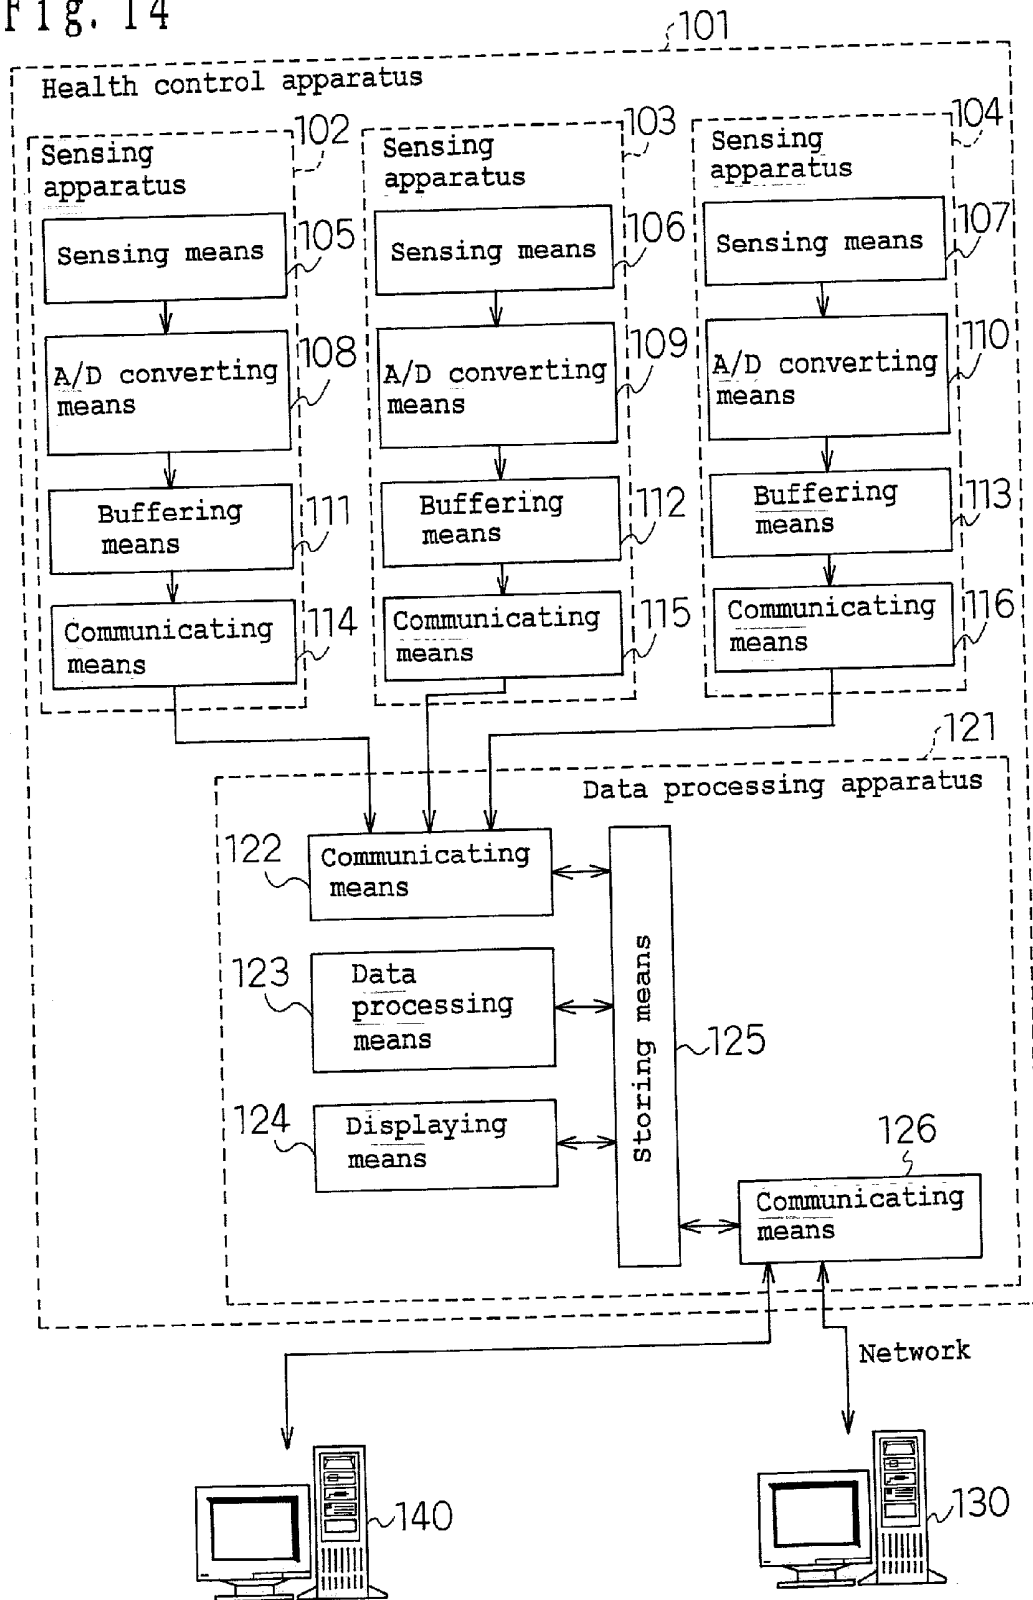 Fig. 14
101
Health control apparatus
102
103
104
Sensing
apparatus
Sensing
apparatus
Sensing
apparatus
Sensing means
105
Sensing means
106
Sensing means
107
A/D converting
means
108
A/D converting
means
109
A/D converting
means
110
Buffering
means
111
Buffering
means
112
Buffering
means
113
Communicating
means
114
Communicating
means
115
Communicating
means
116
121
Data processing apparatus
122
Communicating
means
123
Data
processing
means
Storing means
125
124
Displaying
means
126
Communicating
means
Network
140
130